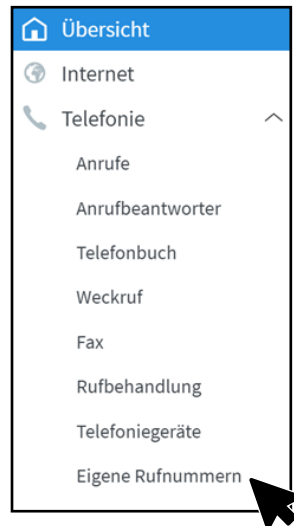 Übersicht
Internet
Telefonie
Anrufe
Anrufbeantworter
Telefonbuch
Weckruf
Fax
Rufbehandlung
Telefoniegeräte
Eigene Rufnummern